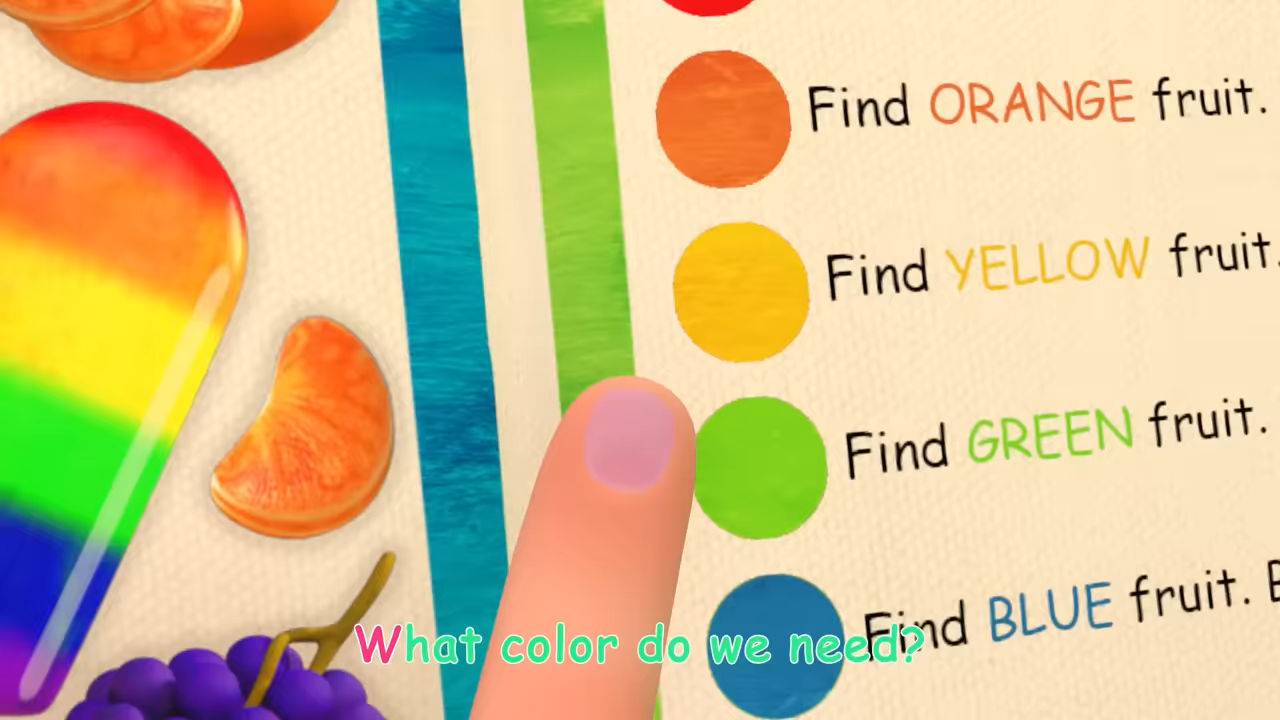 Find ORANGE fruit.
Find YELLOW fruit.
Find GREEN fruit.
Find BLUE fruit.
What color do we need?